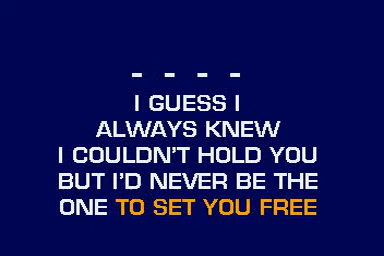 - - - -
I GUESS I
ALWAYS KNEW
I COULDN'T HOLD YOU
BUT I'D NEVER BE THE
ONE TO SET YOU FREE